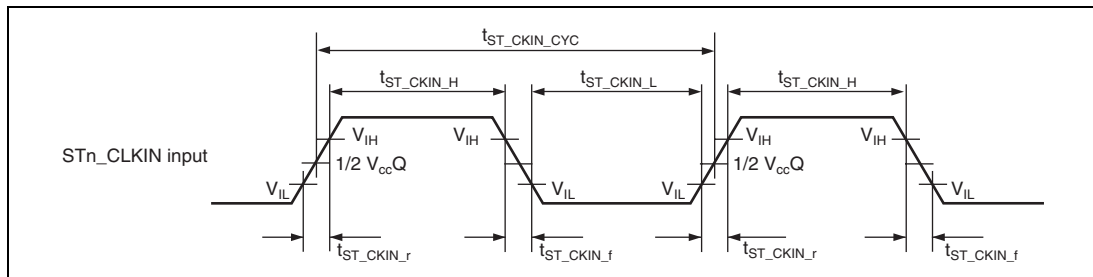 tST_CKIN_CYC
tST_CKIN_H tST_CKIN_L tST_CKIN_H
STn_CLKIN input
VIH VIH VIH VIH
1/2 VccQ 1/2 VccQ
VIL VIL VIL VIL
tST_CKIN_r tST_CKIN_f tST_CKIN_r tST_CKIN_f